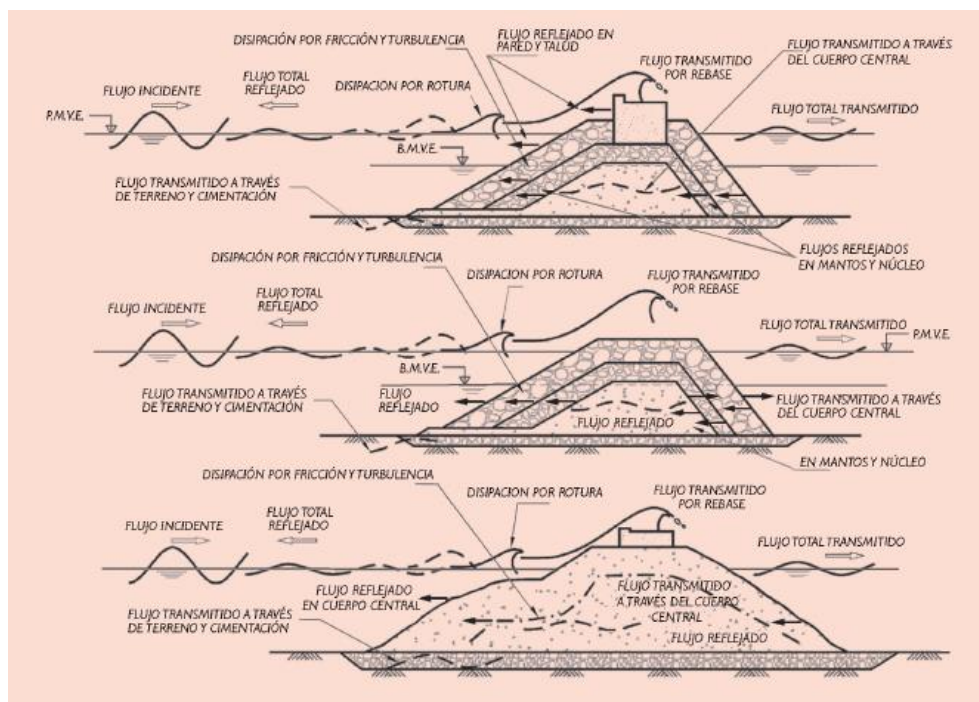 DISIPACIÓN POR FRICCIÓN Y TURBULENCIA
FLUJO REFLEJADO EN
PARED Y TALÚD
FLUJO TRANSMITIDO A TRAVÉS
DEL CUERPO CENTRAL
FLUJO TRANSMITIDO
POR REBASE
FLUJO INCIDENTE
FLUJO TOTAL
REFLEJADO
DISIPACIÓN POR ROTURA
FLUJO TOTAL TRANSMITIDO
P.M.V.E.
B.M.V.E.
FLUJO TRANSMITIDO A TRAVÉS
DE TERRENO Y CIMENTACIÓN
FLUJOS REFLEJADOS
EN MANTOS Y NÚCLEO
DISIPACIÓN POR FRICCIÓN Y TURBULENCIA
DISIPACION POR ROTURA
FLUJO TRANSMITIDO
POR REBASE
FLUJO INCIDENTE
FLUJO TOTAL
REFLEJADO
FLUJO TOTAL TRANSMITIDO
P.M.V.E.
B.M.V.E.
FLUJO TRANSMITIDO A TRAVÉS
DE TERRENO Y CIMENTACIÓN
FLUJO
REFLEJADO
FLUJO REFLEJADO
FLUJO TRANSMITIDO A TRAVÉS
DEL CUERPO CENTRAL
EN MANTOS Y NÚCLEO
DISIPACIÓN POR FRICCIÓN Y TURBULENCIA
DISIPACION POR ROTURA
FLUJO TRANSMITIDO
POR REBASE
FLUJO INCIDENTE
FLUJO TOTAL
REFLEJADO
FLUJO TOTAL TRANSMITIDO
FLUJO REFLEJADO
EN CUERPO CENTRAL
FLUJO TRANSMITIDO
A TRAVÉS DEL CUERPO
CENTRAL
FLUJO TRANSMITIDO A TRAVÉS
DE TERRENO Y CIMENTACIÓN
FLUJO REFLEJADO